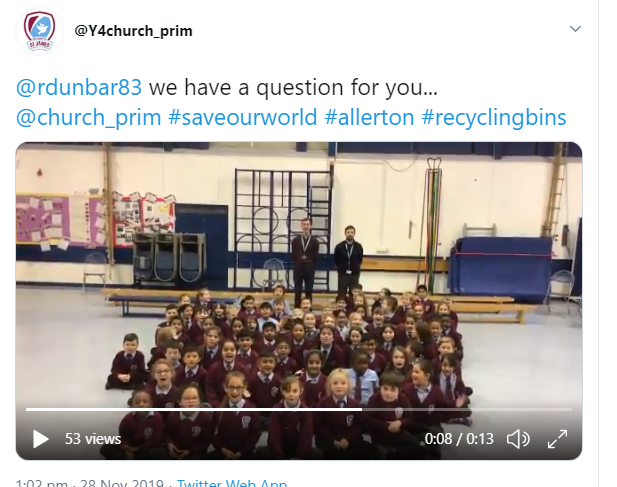 @Y4church_prim
@rdunbar83 we have a question for you...
@church_prim #saveourworld #allerton #recyclingbins
53 views
0:08 / 0:13
1:02 pm · 28 Nov 2019 · Twitter Web App